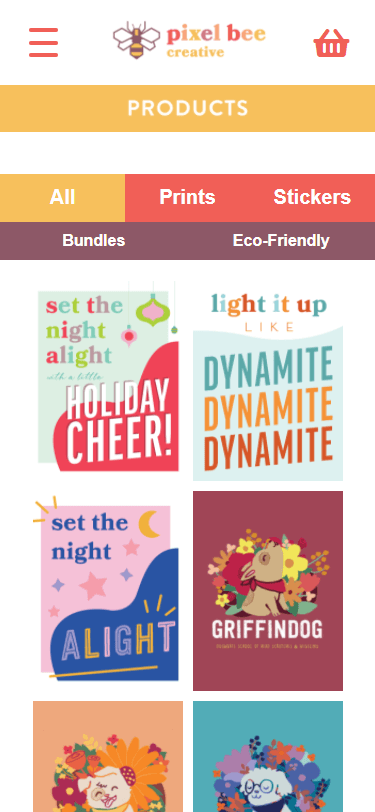 pixel bee
creative
PRODUCTS
All
Prints
Stickers
Bundles
Eco-Friendly
set the
night
alight
with a little
HOLIDAY
CHEER!
light it up
LIKE
DYNAMITE
DYNAMITE
DYNAMITE
set the
night
ALIGHT
GRIFFINDOG